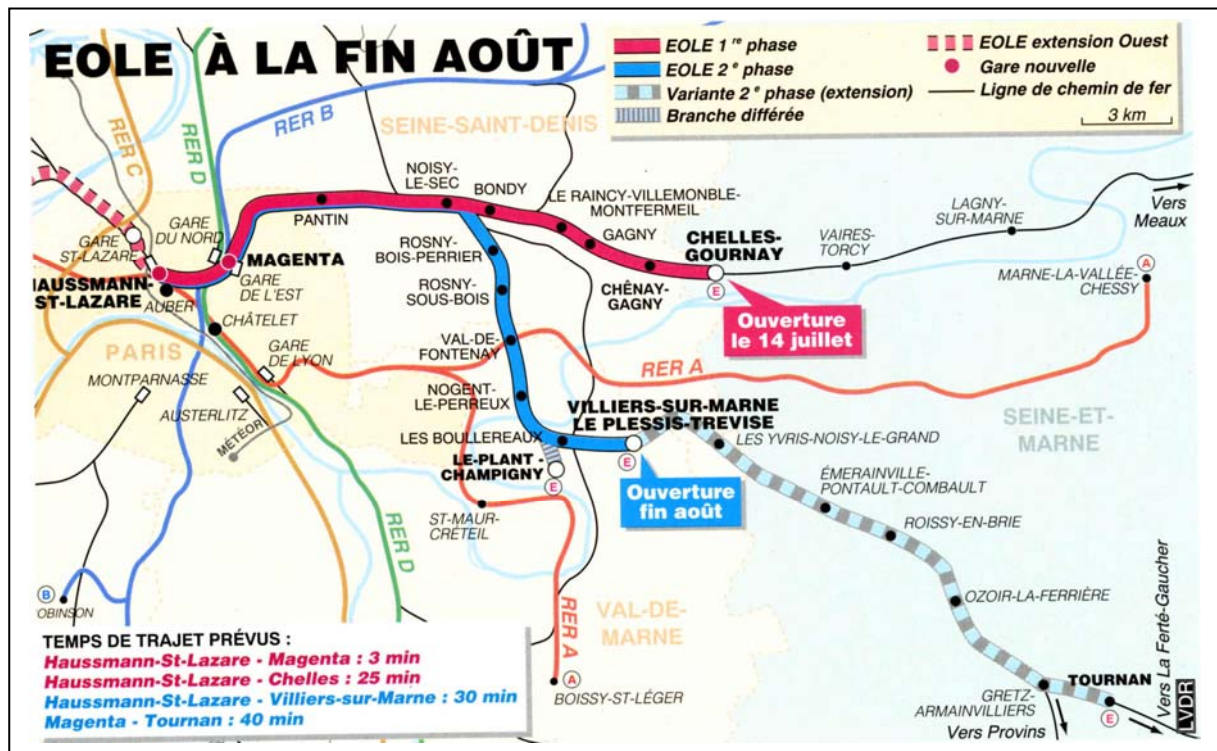 EOLE À LA FIN AOÛT
EOLE 1re phase
EOLE 2e phase
Variante 2e phase (extension)
Branche différée
EOLE extension Ouest
Gare nouvelle
Ligne de chemin de fer
3 km
RER C
RER D
RER B
SEINE-SAINT-DENIS
NOISY-
LE-SEC
BONDY
LE RAINCY-VILLEMONBLE-
MONTFERMEIL
GAGNY
CHELLES-
GOURNAY
E
CHÊNAY-
GAGNY
PANTIN
GARE
ST-LAZARE
GARE
DU NORD
MAGENTA
GARE
DE L'EST
HAUSSMANN-
ST-LAZARE
AUBER
CHÂTELET
PARIS
GARE
DE LYON
MONTPARNASSE
AUSTERLITZ
MÉTÉOR
RER D
ROSNY-
BOIS-PERRIER
ROSNY-
SOUS-BOIS
VAL-DE-
FONTENAY
NOGENT-
LE-PERREUX
LES BOULLEREAUX
LE-PLANT-
CHAMPIGNY
E
ST-MAUR-
CRÉTEIL
RER A
BOISSY-ST-LÉGER
A
VAL-DE-
MARNE
Ouverture
le 14 juillet
VAIRES-
TORCY
LAGNY-
SUR-MARNE
Vers
Meaux
A
MARNE-LA-VALLÉE-
CHESSY
RER A
SEINE-ET-
MARNE
VILLIERS-SUR-MARNE
LE PLESSIS-TREVISE
E
Ouverture
fin août
LES YVRIS-NOISY-LE-GRAND
ÉMERAINVILLE-
PONTAULT-COMBAULT
ROISSY-EN-BRIE
OZOIR-LA-FERRIÈRE
GRETZ-
ARMAINVILLIERS
TOURNAN
E
Vers Provins
Vers La Ferté-Gaucher
LVDR
B
OBINSON
TEMPS DE TRAJET PRÉVUS :
Haussmann-St-Lazare - Magenta : 3 min
Haussmann-St-Lazare - Chelles : 25 min
Haussmann-St-Lazare - Villiers-sur-Marne : 30 min
Magenta - Tournan : 40 min